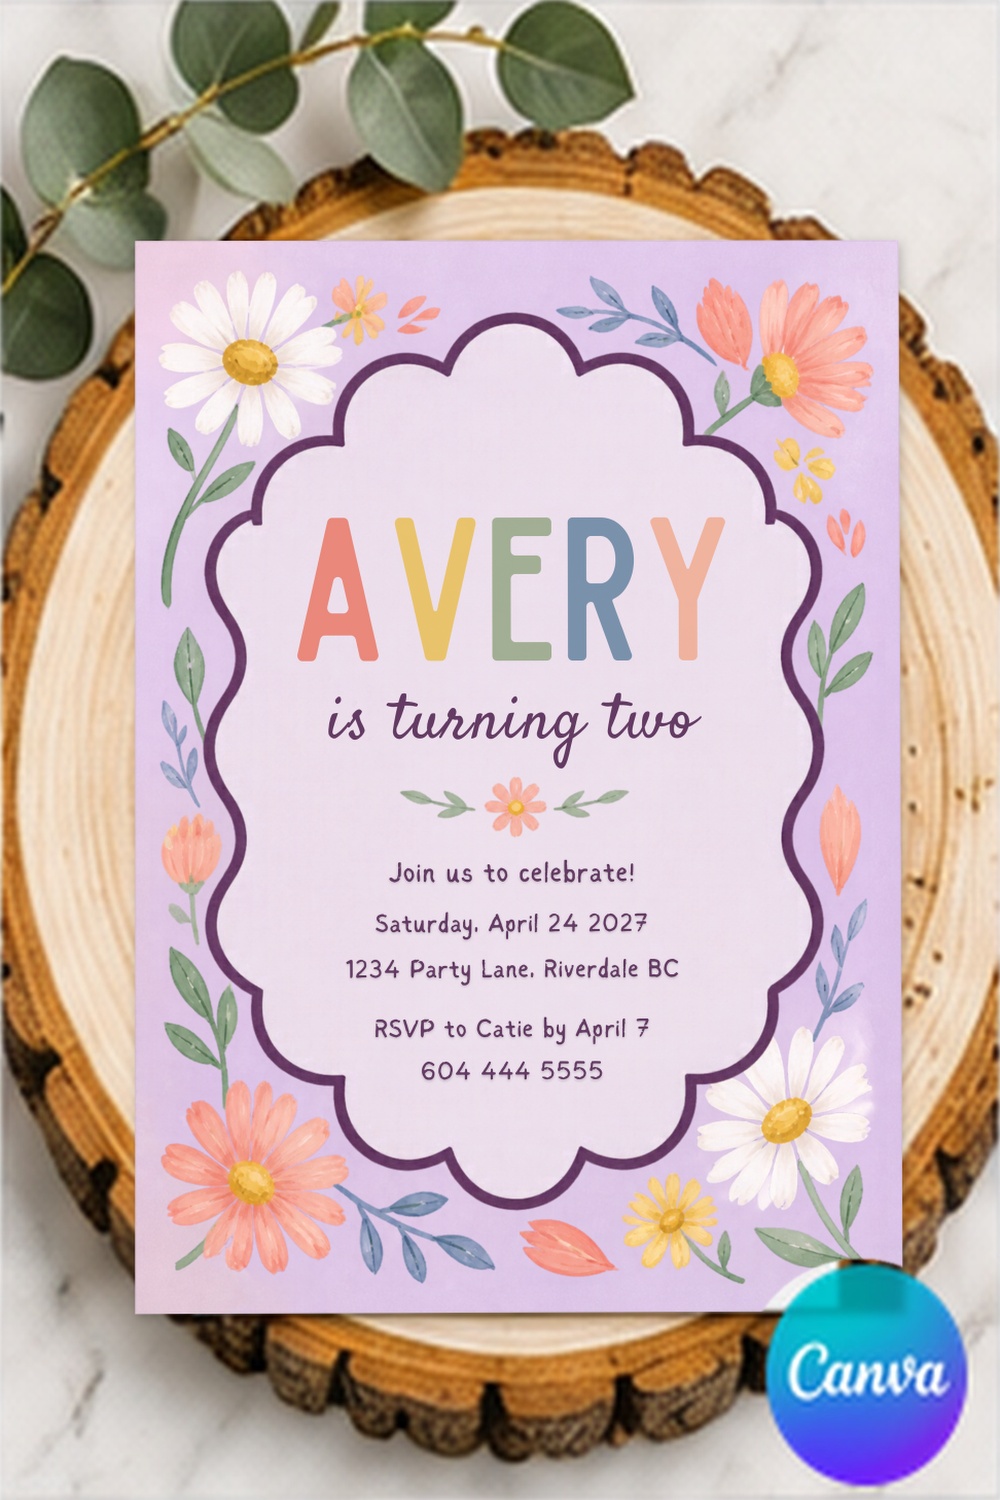 AVERY
is turning two
Join us to celebrate!
Saturday, April 24 2027
1234 Party Lane, Riverdale BC
RSVP to Catie by April 7
604 444 5555
Canva